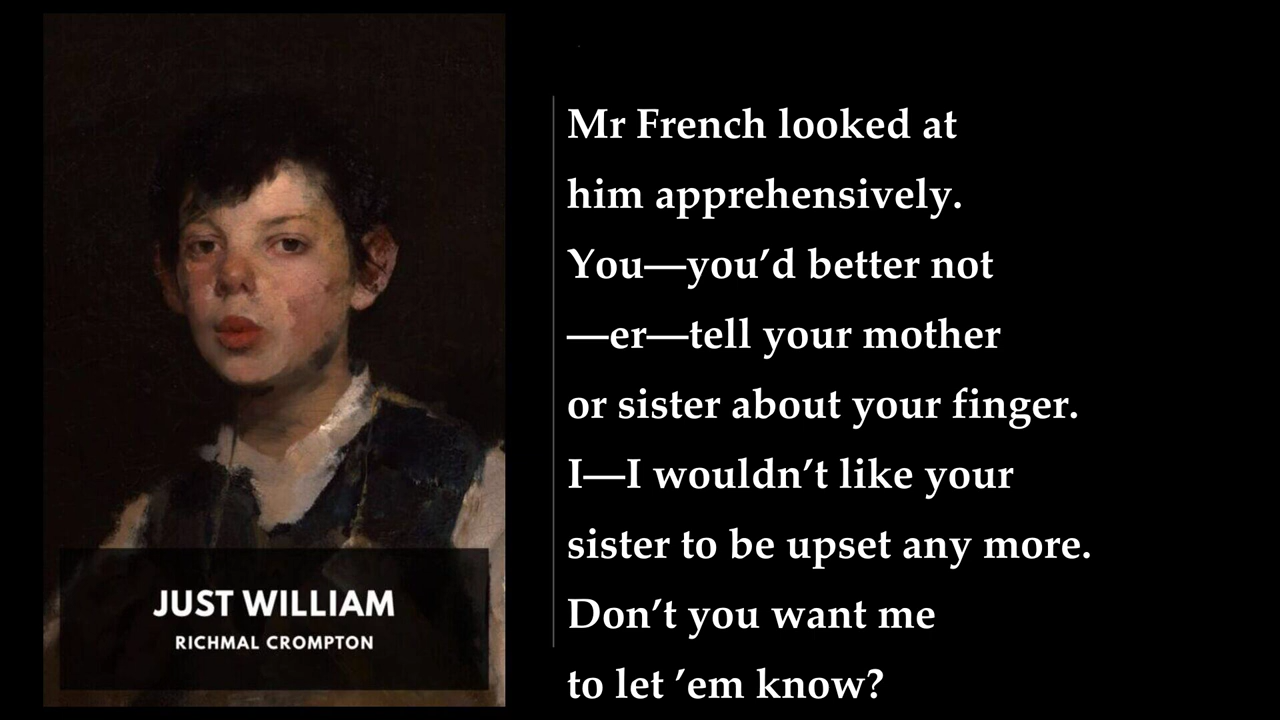 JUST WILLIAM
RICHMAL CROMPTON
Mr French looked at
him apprehensively.
You—you’d better not
—er—tell your mother
or sister about your finger.
I—I wouldn’t like your
sister to be upset any more.
Don’t you want me
to let ’em know?